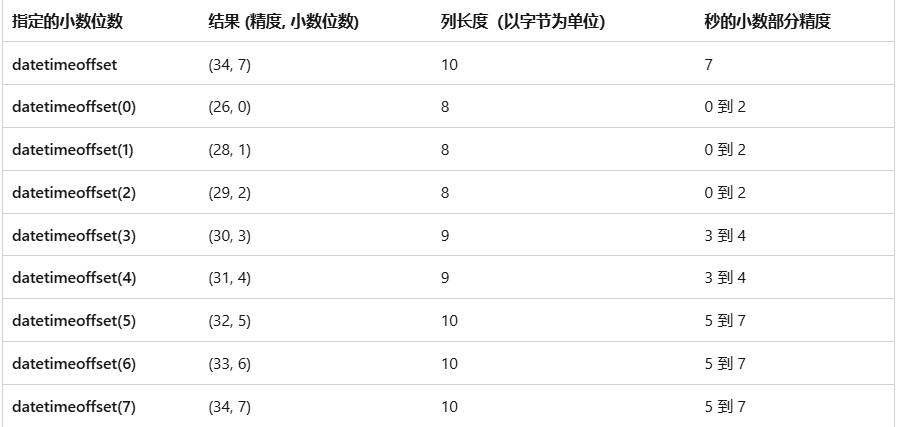 指定的小数位数 结果 (精度, 小数位数) 列长度（以字节为单位） 秒的小数部分精度
datetimeoffset (34, 7) 10 7
datetimeoffset(0) (26, 0) 8 0 到 2
datetimeoffset(1) (28, 1) 8 0 到 2
datetimeoffset(2) (29, 2) 8 0 到 2
datetimeoffset(3) (30, 3) 9 3 到 4
datetimeoffset(4) (31, 4) 9 3 到 4
datetimeoffset(5) (32, 5) 10 5 到 7
datetimeoffset(6) (33, 6) 10 5 到 7
datetimeoffset(7) (34, 7) 10 5 到 7